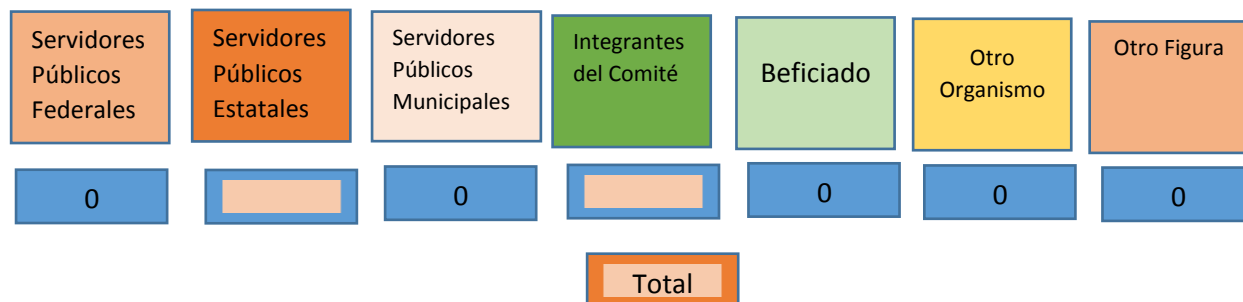 Servidores
Públicos
Federales
Servidores
Públicos
Estatales
Servidores
Públicos
Municipales
Integrantes
del Comité
Beficiado
Otro
Organismo
Otro Figura
0
0
0
0
0
Total